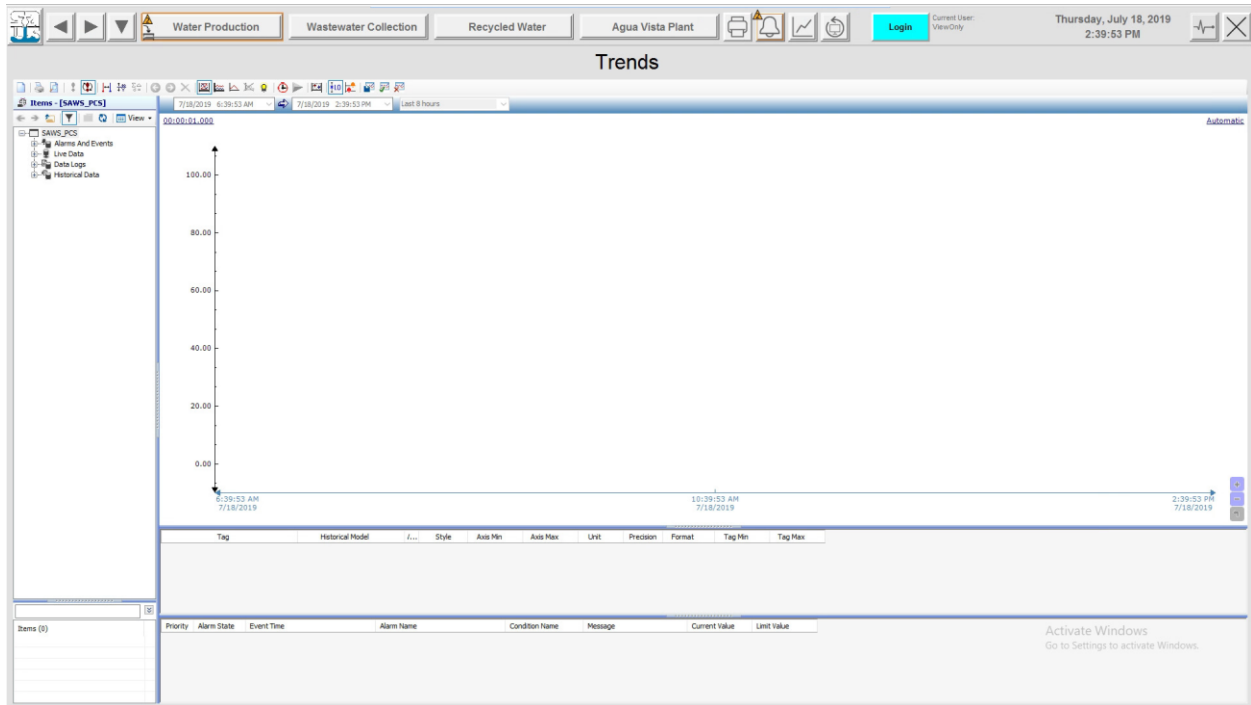 Water Production
Wastewater Collection
Recycled Water
Agua Vista Plant
Login
Current User:
ViewOnly
Thursday, July 18, 2019
2:39:53 PM
Trends
Items - [SAWS_PCS]
7/18/2019 6:39:53 AM
7/18/2019 2:39:53 PM
Last 8 hours
View
SAWS_PCS
Alarms And Events
Live Data
Data Logs
Historical Data
00:00:01.000
Automatic
100.00
80.00
60.00
40.00
20.00
0.00
6:39:53 AM
7/18/2019
10:39:53 AM
7/18/2019
2:39:53 PM
7/18/2019
Tag Historical Model /... Style Axis Min Axis Max Unit Precision Format Tag Min Tag Max
Items (0)
Priority Alarm State Event Time Alarm Name Condition Name Message Current Value Limit Value
Activate Windows
Go to Settings to activate Windows.